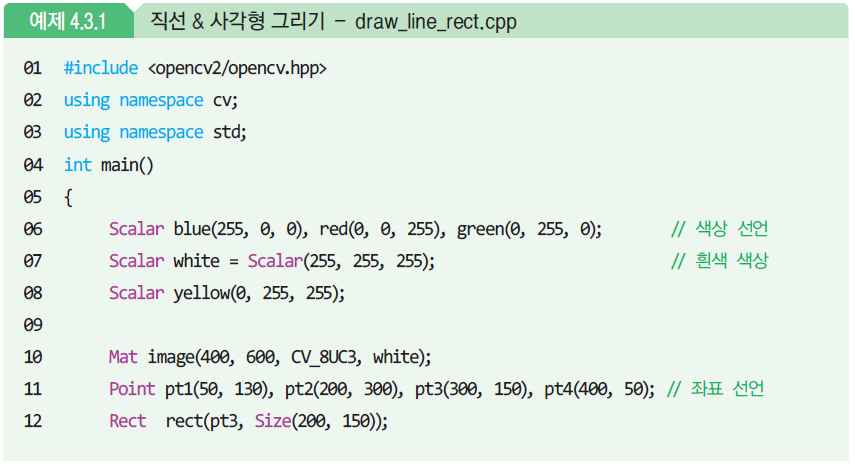 예제 4.3.1 직선 & 사각형 그리기 – draw_line_rect.cpp
01 #include <opencv2/opencv.hpp>
02 using namespace cv;
03 using namespace std;
04 int main()
05 {
06 Scalar blue(255, 0, 0), red(0, 0, 255), green(0, 255, 0); // 색상 선언
07 Scalar white = Scalar(255, 255, 255); // 흰색 색상
08 Scalar yellow(0, 255, 255);
09
10 Mat image(400, 600, CV_8UC3, white);
11 Point pt1(50, 130), pt2(200, 300), pt3(300, 150), pt4(400, 50); // 좌표 선언
12 Rect rect(pt3, Size(200, 150));